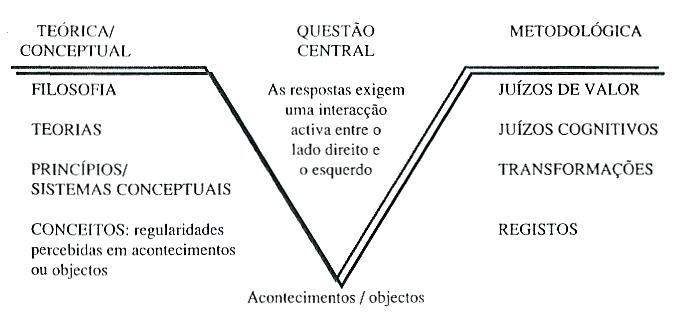 TEÓRICA/
CONCEPTUAL
FILOSOFIA
TEORIAS
PRINCÍPIOS/
SISTEMAS CONCEPTUAIS
CONCEITOS: regularidades
percebidas em acontecimentos
ou objectos
QUESTÃO
CENTRAL
As respostas exigem
uma interacção
activa entre o
lado direito e
o esquerdo
METODOLÓGICA
JUÍZOS DE VALOR
JUÍZOS COGNITIVOS
TRANSFORMAÇÕES
REGISTOS
Acontecimentos / objectos